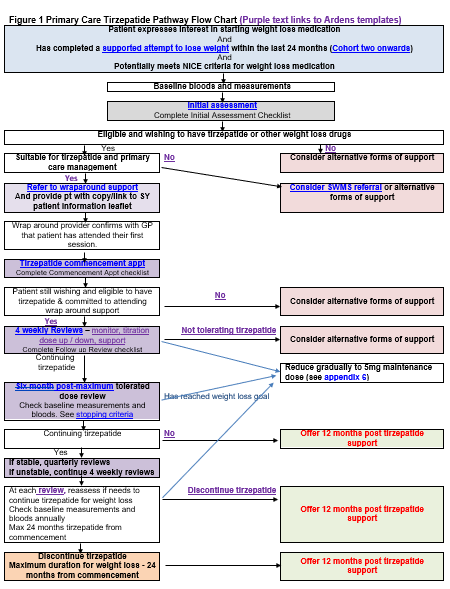 Figure 1 Primary Care Tirzepatide Pathway Flow Chart (Purple text links to Ardens templates)
Patient expresses interest in starting weight loss medication
And
Has completed a supported attempt to lose weight within the last 24 months (Cohort two onwards)
And
Potentially meets NICE criteria for weight loss medication
Baseline bloods and measurements
Initial assessment
Complete Initial Assessment Checklist
Eligible and wishing to have tirzepatide or other weight loss drugs
Yes
No
Suitable for tirzepatide and primary
care management
No
Consider alternative forms of support
Yes
Refer to wraparound support
And provide pt with copy/link to SY
patient information leaflet
Consider SWMS referral or alternative
forms of support
Wrap around provider confirms with GP
that patient has attended their first
session.
Tirzepatide commencement appt
Complete Commencement Appt checklist
Patient still wishing and eligible to have
tirzepatide & committed to attending
wrap around support
No
Consider alternative forms of support
Yes
4 weekly Reviews – monitor, titration
dose up / down, support
Complete Follow up Review checklist
Not tolerating tirzepatide
Consider alternative forms of support
Continuing
tirzepatide
Reduce gradually to 5mg maintenance
dose (see appendix 6)
Six month post-maximum tolerated
dose review
Check baseline measurements and
bloods. See stopping criteria
Has reached weight loss goal
Continuing tirzepatide
No
Offer 12 months post tirzepatide
support
Yes
If stable, quarterly reviews
If unstable, continue 4 weekly reviews
At each review, reassess if needs to
continue tirzepatide for weight loss
Check baseline measurements and
bloods annually
Max 24 months tirzepatide from
commencement
Discontinue tirzepatide
Offer 12 months post tirzepatide
support
Discontinue tirzepatide
Maximum duration for weight loss - 24
months from commencement
Offer 12 months post tirzepatide
support